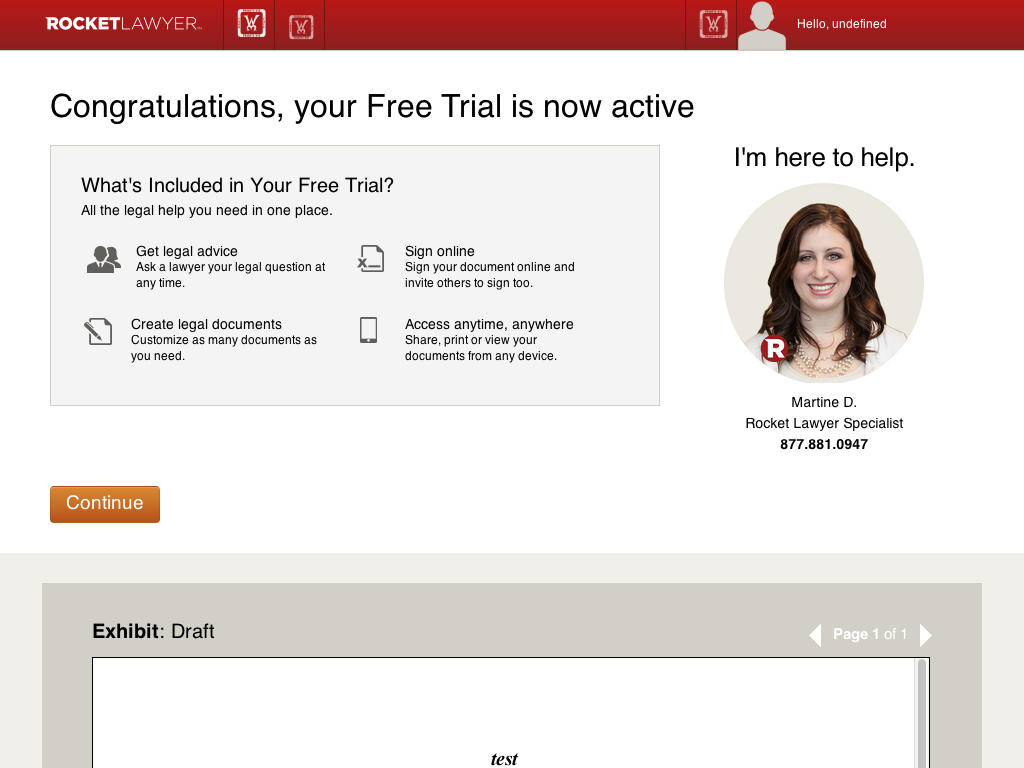 ROCKETLAWYER
Hello, undefined
Congratulations, your Free Trial is now active
What's Included in Your Free Trial?
All the legal help you need in one place.
Get legal advice
Ask a lawyer your legal question at
any time.
Sign online
Sign your document online and
invite others to sign too.
Create legal documents
Customize as many documents as
you need.
Access anytime, anywhere
Share, print or view your
documents from any device.
I'm here to help.
R
Martine D.
Rocket Lawyer Specialist
877.881.0947
Continue
Exhibit: Draft
Page 1 of 1
test